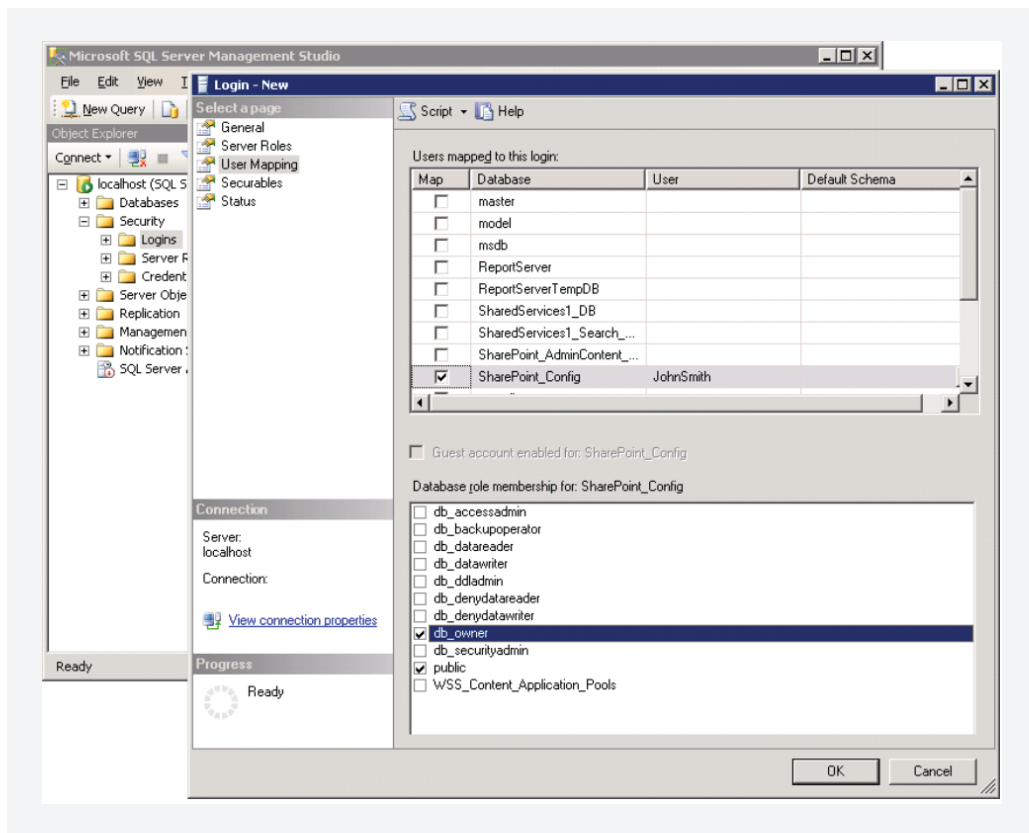 Microsoft SQL Server Management Studio
File Edit View
Login - New
New Query
Select a page
Script Help
Object Explorer
General
Server Roles
Connect
User Mapping
Users mapped to this login:
Securables
Map Database User Default Schema
localhost (SQL S
Status
master
Databases
model
Security
msdb
Logins
ReportServer
Server R
Credent
ReportServerTempDB
Server Obje
SharedServices1_DB
Replication
SharedServices1_Search_...
Managemen
SharePoint_AdminContent_...
Notification
SharePoint_Config JohnSmith
SQL Server
Guest account enabled for: SharePoint_Config
Database role membership for: SharePoint_Config
Connection
db_accessadmin
db_backupoperator
Server:
localhost
db_datareader
db_datawriter
Connection:
db_ddladmin
db_denydatareader
View connection properties
db_denydatawriter
db_owner
db_securityadmin
Ready
Progress
public
Ready
WSS_Content_Application_Pools
OK Cancel